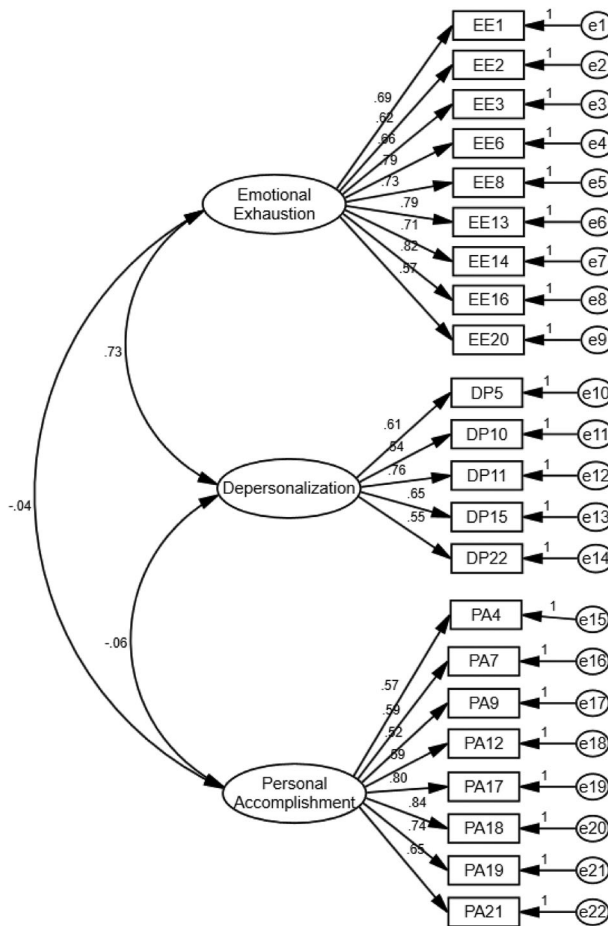 EE1
1
e1
EE2
1
e2
EE3
1
e3
EE6
1
e4
EE8
1
e5
EE13
1
e6
EE14
1
e7
EE16
1
e8
EE20
1
e9
.69
.62
.66
.79
.73
.79
.71
.82
.57
Emotional
Exhaustion
.73
DP5
1
e10
DP10
1
e11
DP11
1
e12
DP15
1
e13
DP22
1
e14
.61
.54
.76
.65
.55
Depersonalization
-.04
-.06
PA4
1
e15
PA7
1
e16
PA9
1
e17
PA12
1
e18
PA17
1
e19
PA18
1
e20
PA19
1
e21
PA21
1
e22
.57
.59
.52
.59
.80
.84
.74
.65
Personal
Accomplishment